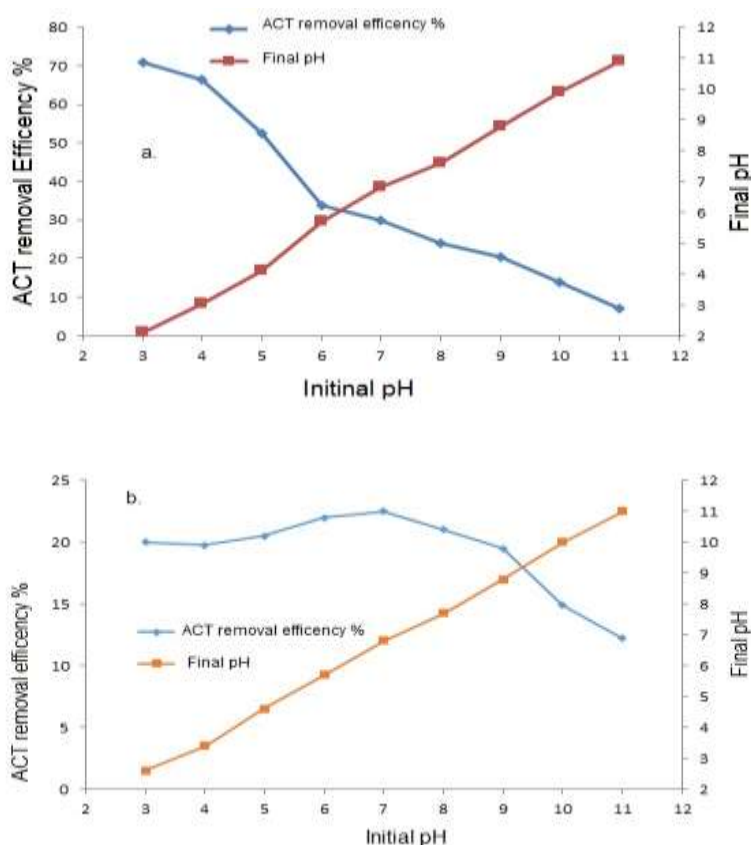 ACT removal efficency %
Final pH
a.
ACT removal Efficency %
80
70
60
50
40
30
20
10
0
12
11
10
9
8
7
6
5
4
3
2
Final pH
2 3 4 5 6 7 8 9 10 11 12
Initinal pH
b.
ACT removal efficiency %
Final pH
ACT removal efficency %
25
20
15
10
5
0
12
11
10
9
8
7
6
5
4
3
2
Final pH
2 3 4 5 6 7 8 9 10 11 12
Initial pH